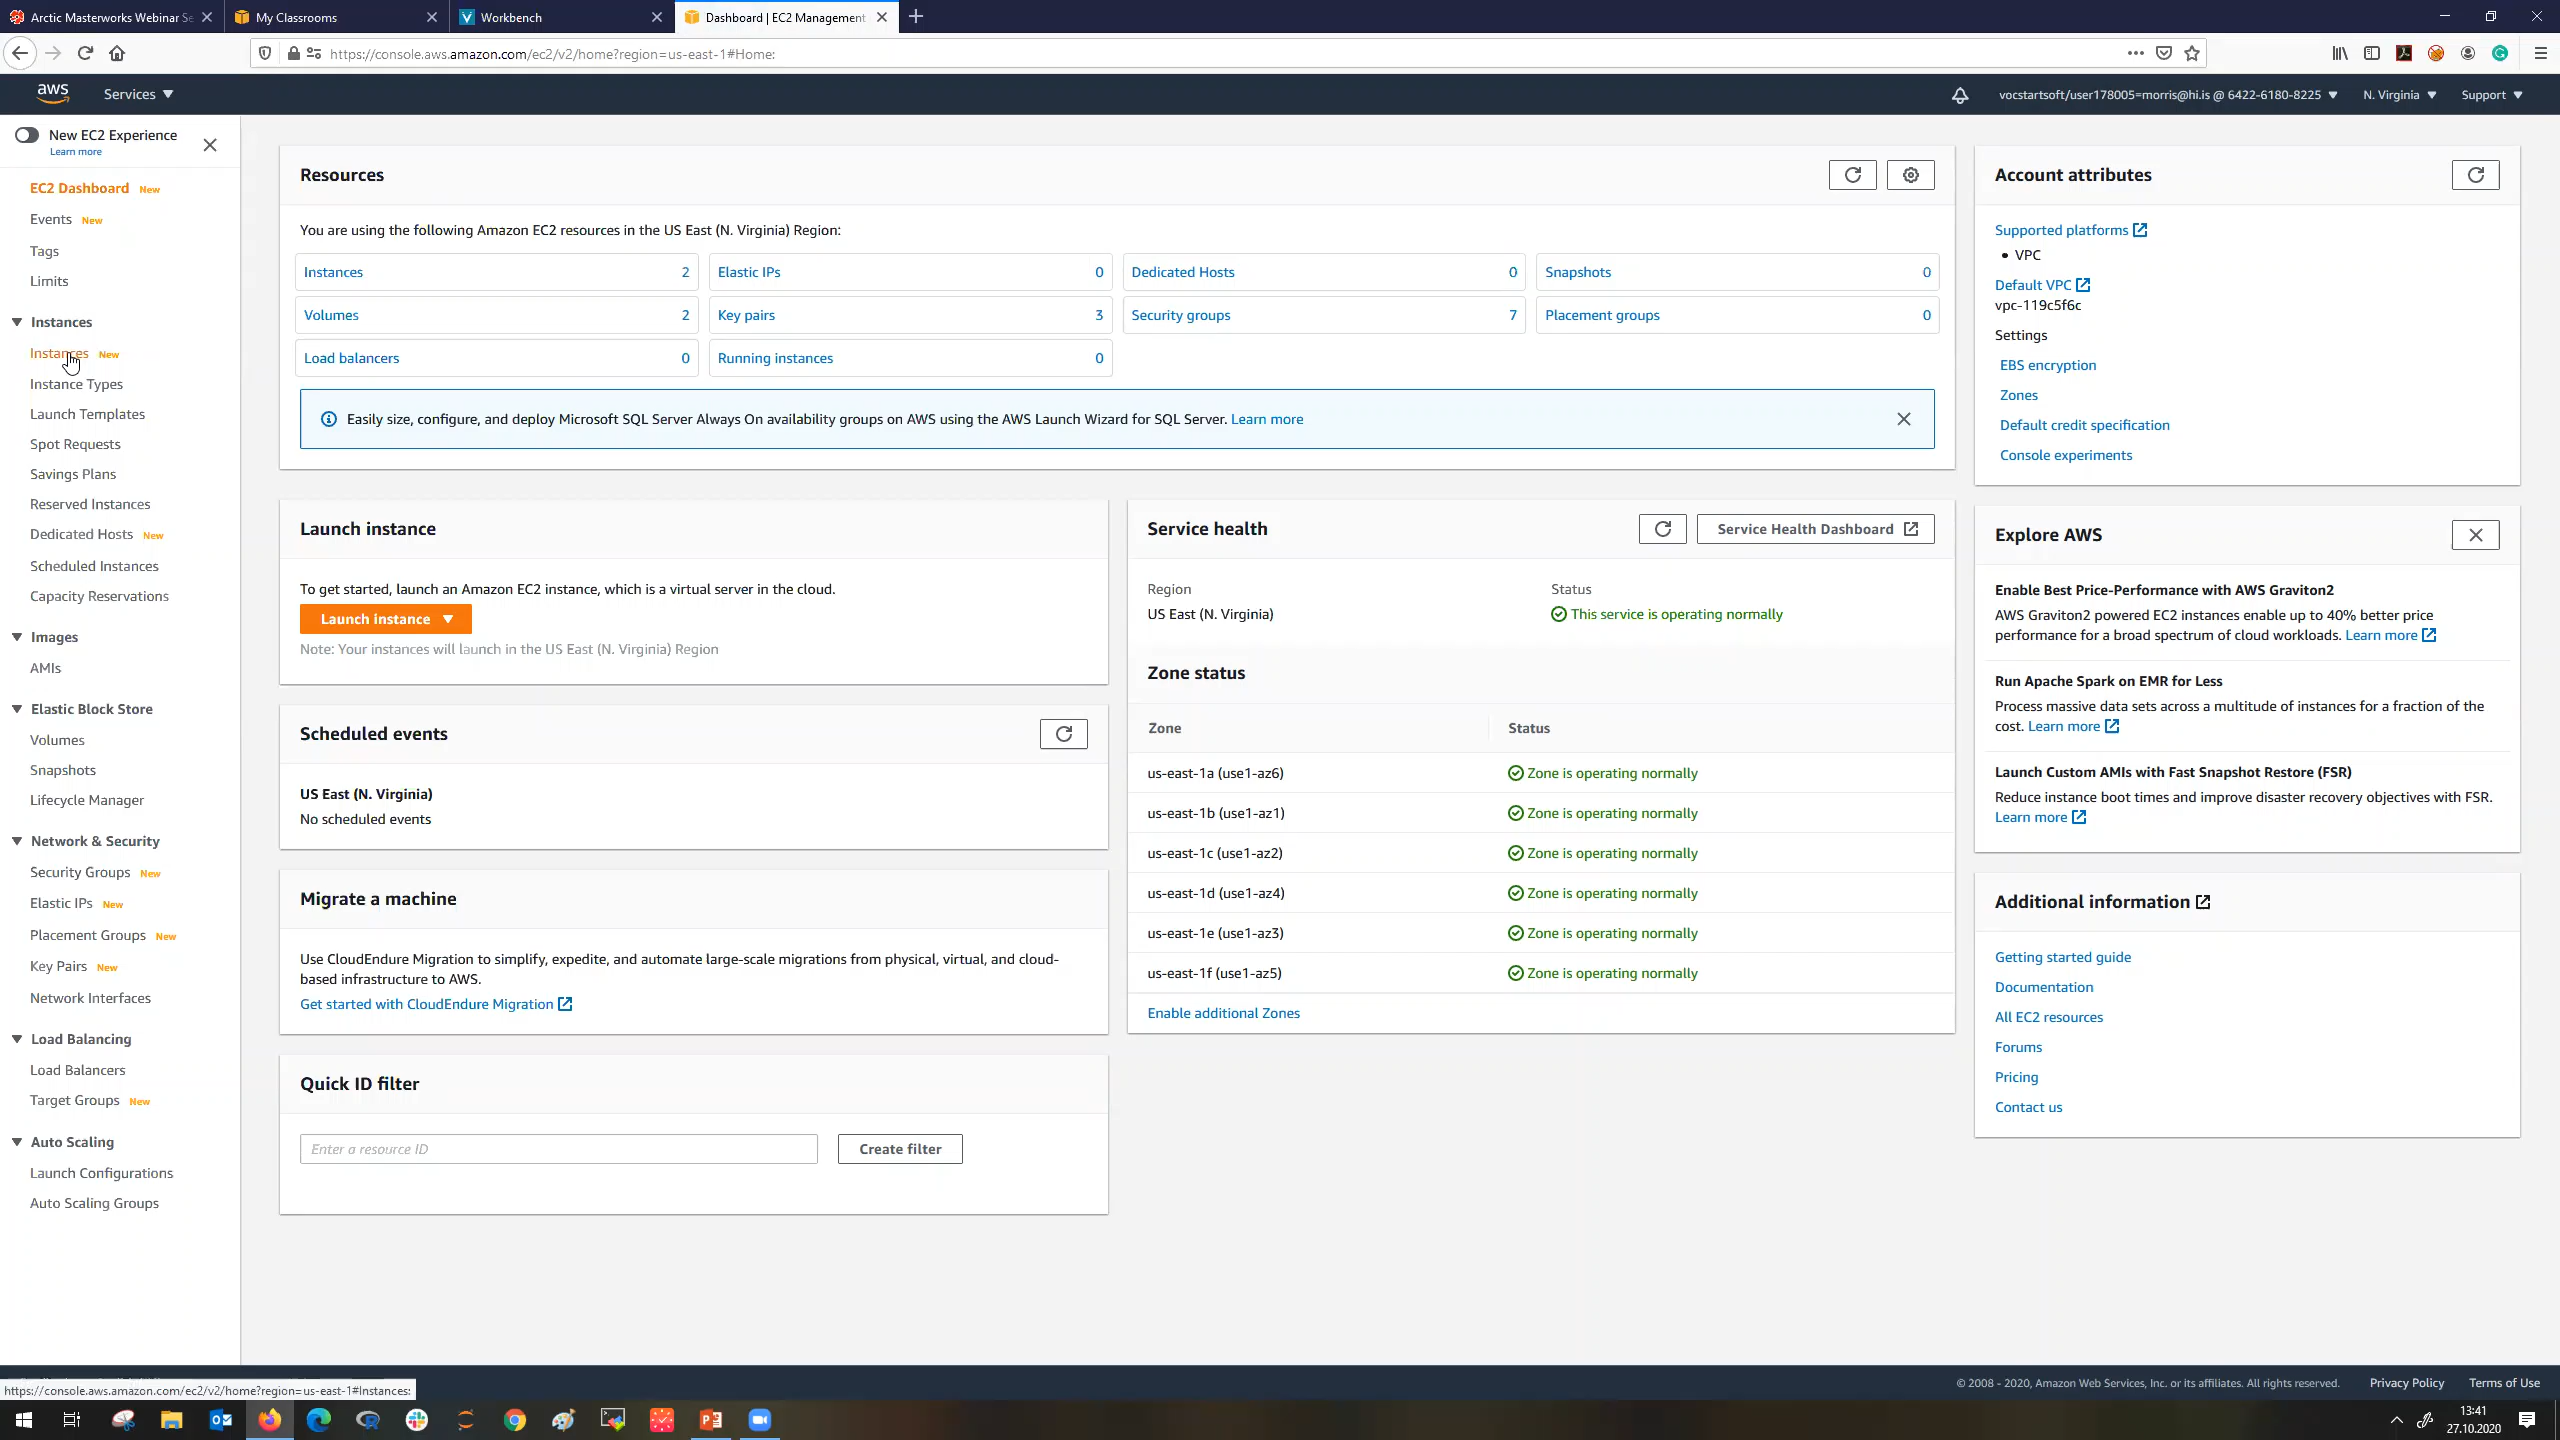 Arctic Masterworks Webinar Se
My Classrooms
Workbench
Dashboard | EC2 Management
https://console.aws.amazon.com/ec2/v2/home?region=us-east-1#Home:
aws
Services
vocstartsoft/user178005=morris@hi.is @ 6422-6180-8225
N. Virginia
Support
New EC2 Experience
Learn more
EC2 Dashboard New
Events New
Tags
Limits
Instances
Instances New
Instance Types
Launch Templates
Spot Requests
Savings Plans
Reserved Instances
Dedicated Hosts New
Scheduled Instances
Capacity Reservations
Images
AMIs
Elastic Block Store
Volumes
Snapshots
Lifecycle Manager
Network & Security
Security Groups New
Elastic IPs New
Placement Groups New
Key Pairs New
Network Interfaces
Load Balancing
Load Balancers
Target Groups New
Auto Scaling
Launch Configurations
Auto Scaling Groups
Resources
You are using the following Amazon EC2 resources in the US East (N. Virginia) Region:
Instances 2
Elastic IPs 0
Dedicated Hosts 0
Snapshots 0
Volumes 2
Key pairs 3
Security groups 7
Placement groups 0
Load balancers 0
Running instances 0
Easily size, configure, and deploy Microsoft SQL Server Always On availability groups on AWS using the AWS Launch Wizard for SQL Server. Learn more
Launch instance
To get started, launch an Amazon EC2 instance, which is a virtual server in the cloud.
Launch instance
Note: Your instances will launch in the US East (N. Virginia) Region
Scheduled events
US East (N. Virginia)
No scheduled events
Migrate a machine
Use CloudEndure Migration to simplify, expedite, and automate large-scale migrations from physical, virtual, and cloud-
based infrastructure to AWS.
Get started with CloudEndure Migration
Quick ID filter
Enter a resource ID
Create filter
Service health
Service Health Dashboard
Region
Status
US East (N. Virginia)
This service is operating normally
Zone status
Zone
Status
us-east-1a (use1-az6)
Zone is operating normally
us-east-1b (use1-az1)
Zone is operating normally
us-east-1c (use1-az2)
Zone is operating normally
us-east-1d (use1-az4)
Zone is operating normally
us-east-1e (use1-az3)
Zone is operating normally
us-east-1f (use1-az5)
Zone is operating normally
Enable additional Zones
Account attributes
Supported platforms
• VPC
Default VPC
vpc-119c5f6c
Settings
EBS encryption
Zones
Default credit specification
Console experiments
Explore AWS
Enable Best Price-Performance with AWS Graviton2
AWS Graviton2 powered EC2 instances enable up to 40% better price
performance for a broad spectrum of cloud workloads. Learn more
Run Apache Spark on EMR for Less
Process massive data sets across a multitude of instances for a fraction of the
cost. Learn more
Launch Custom AMIs with Fast Snapshot Restore (FSR)
Reduce instance boot times and improve disaster recovery objectives with FSR.
Learn more
Additional information
Getting started guide
Documentation
All EC2 resources
Forums
Pricing
Contact us
https://console.aws.amazon.com/ec2/v2/home?region=us-east-1#Instances:
© 2008 - 2020, Amazon Web Services, Inc. or its affiliates. All rights reserved.
Privacy Policy
Terms of Use
13:41
27.10.2020